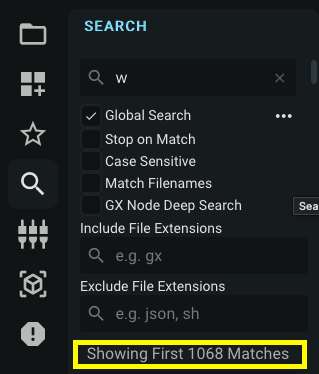 SEARCH
w
Global Search
Stop on Match
Case Sensitive
Match Filenames
GX Node Deep Search
Sea
Include File Extensions
e.g. gx
Exclude File Extensions
e.g. json, sh
Showing First 1068 Matches